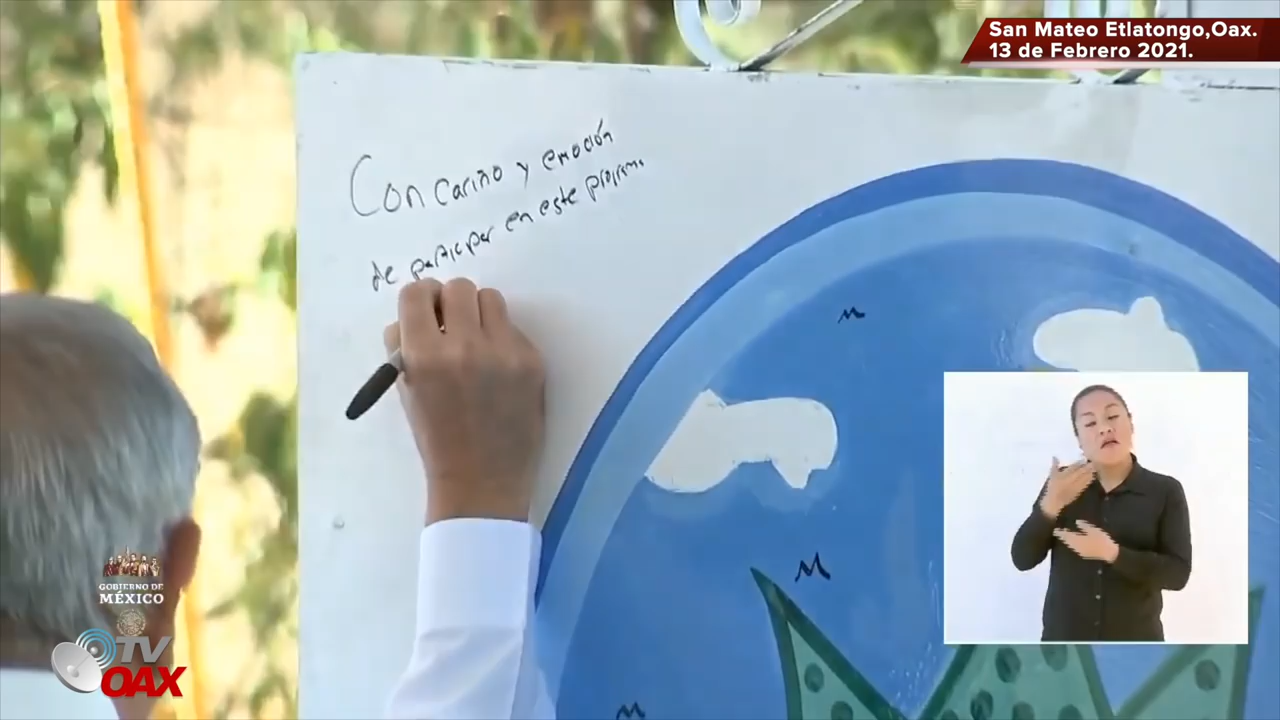 San Mateo Etlatongo,Oax.
13 de Febrero 2021.
Con cariño y emoción
de participar en este programa
GOBIERNO DE
MÉXICO
TV
OAX